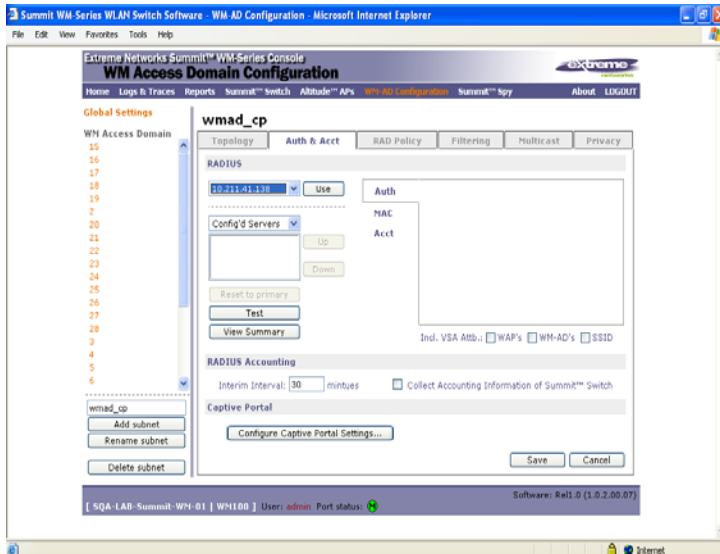 Summit WM-Series WLAN Switch Software - WM-AD Configuration - Microsoft Internet Explorer
File Edit View Favorites Tools Help
Extreme Networks Summit™ WM-Series Console
WM Access Domain Configuration
extreme
Home Logs & Traces Reports Summit™ Switch Altitude™ APs WM-AD Configuration Summit™ Spy About LOGOUT
Global Settings
WM Access Domain
15
16
17
18
19
2
20
21
22
23
24
25
26
27
28
3
4
5
6
wmad_cp
Add subnet
Rename subnet
Delete subnet
wmad_cp
Topology Auth & Acct RAD Policy Filtering Multicast Privacy
RADIUS
10.211.41.138 Use
Config'd Servers
Up
Down
Reset to primary
Test
View Summary
Auth
MAC
Acct
Incl. VSA Attb.: WAP's WM-AD's SSID
RADIUS Accounting
Interim Interval: 30 mintues Collect Accounting Information of Summit™ Switch
Captive Portal
Configure Captive Portal Settings...
Save Cancel
[ SQA-LAB-Summit-WM-01 | WM100 ] User: admin Port status: M
Software: Rel1.0 (1.0.2.00.07)
Internet